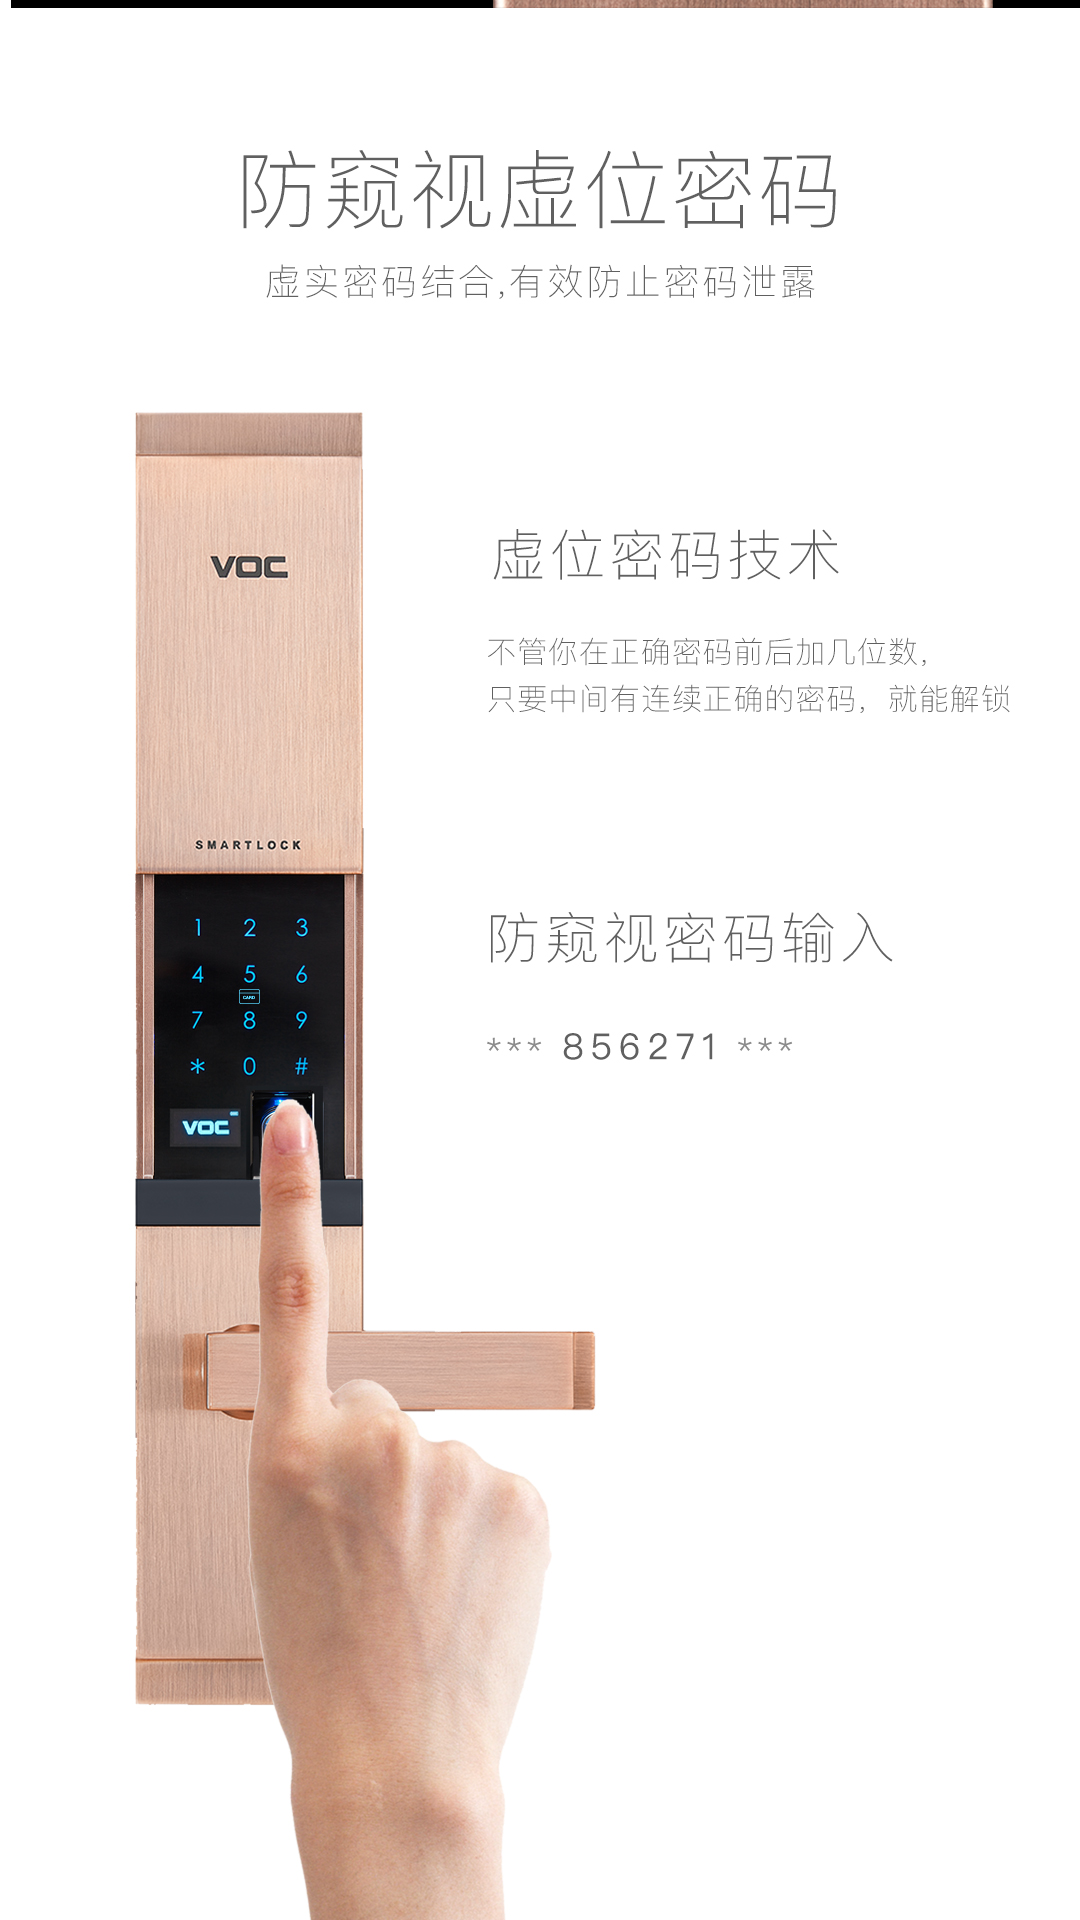 防窥视虚位密码
虚实密码结合,有效防止密码泄露
VOC
虚位密码技术
不管你在正确密码前后加几位数，
只要中间有连续正确的密码，就能解锁
SMARTLOCK
1 2 3
4 5 6
CARD
7 8 9
* 0 #
防窥视密码输入
*** 856271 ***
VOC